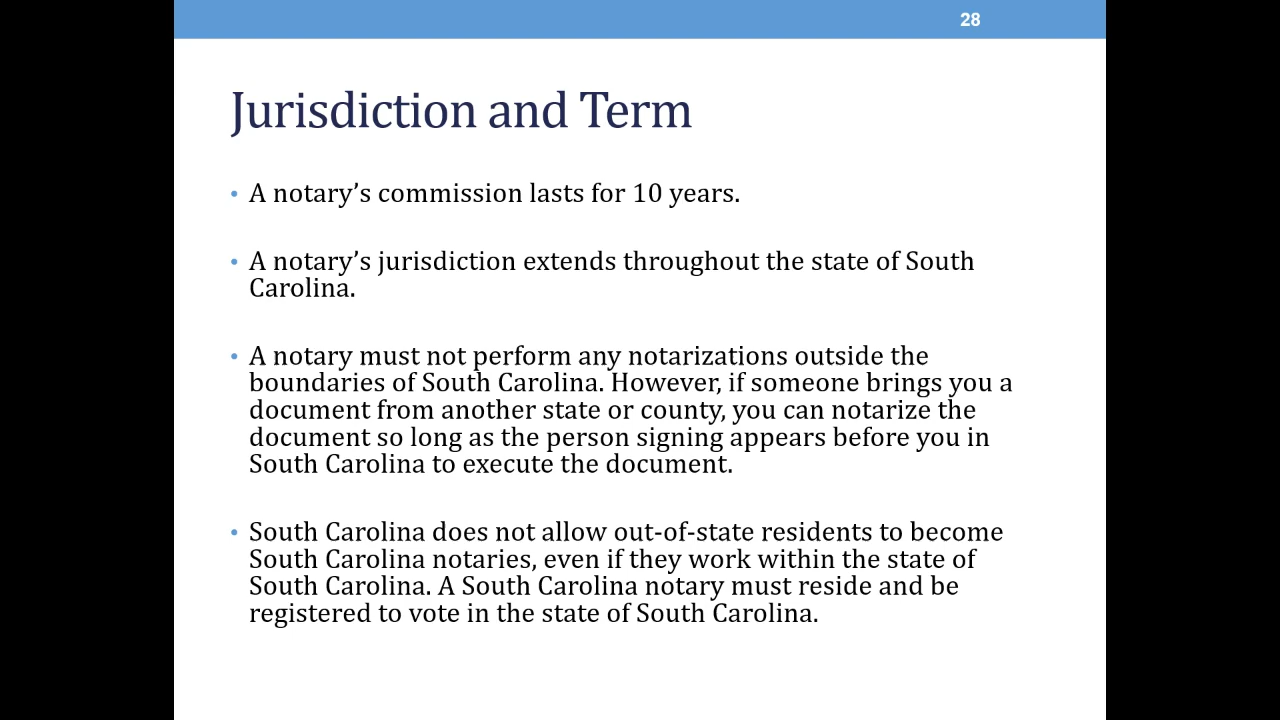 28
Jurisdiction and Term
• A notary’s commission lasts for 10 years.
• A notary’s jurisdiction extends throughout the state of South
Carolina.
• A notary must not perform any notarizations outside the
boundaries of South Carolina. However, if someone brings you a
document from another state or county, you can notarize the
document so long as the person signing appears before you in
South Carolina to execute the document.
• South Carolina does not allow out-of-state residents to become
South Carolina notaries, even if they work within the state of
South Carolina. A South Carolina notary must reside and be
registered to vote in the state of South Carolina.